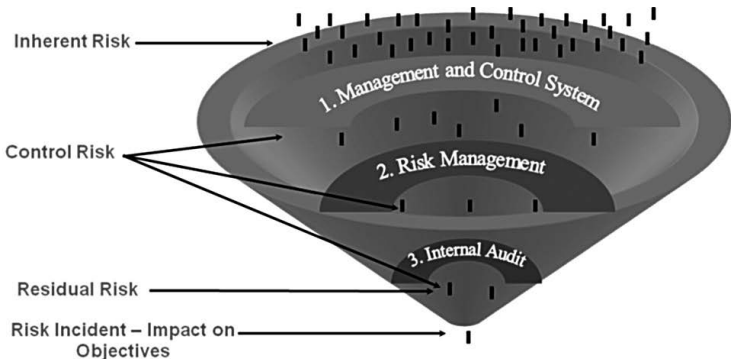 Inherent Risk
1. Management and Control System
Control Risk
2. Risk Management
3. Internal Audit
Residual Risk
Risk Incident – Impact on
Objectives